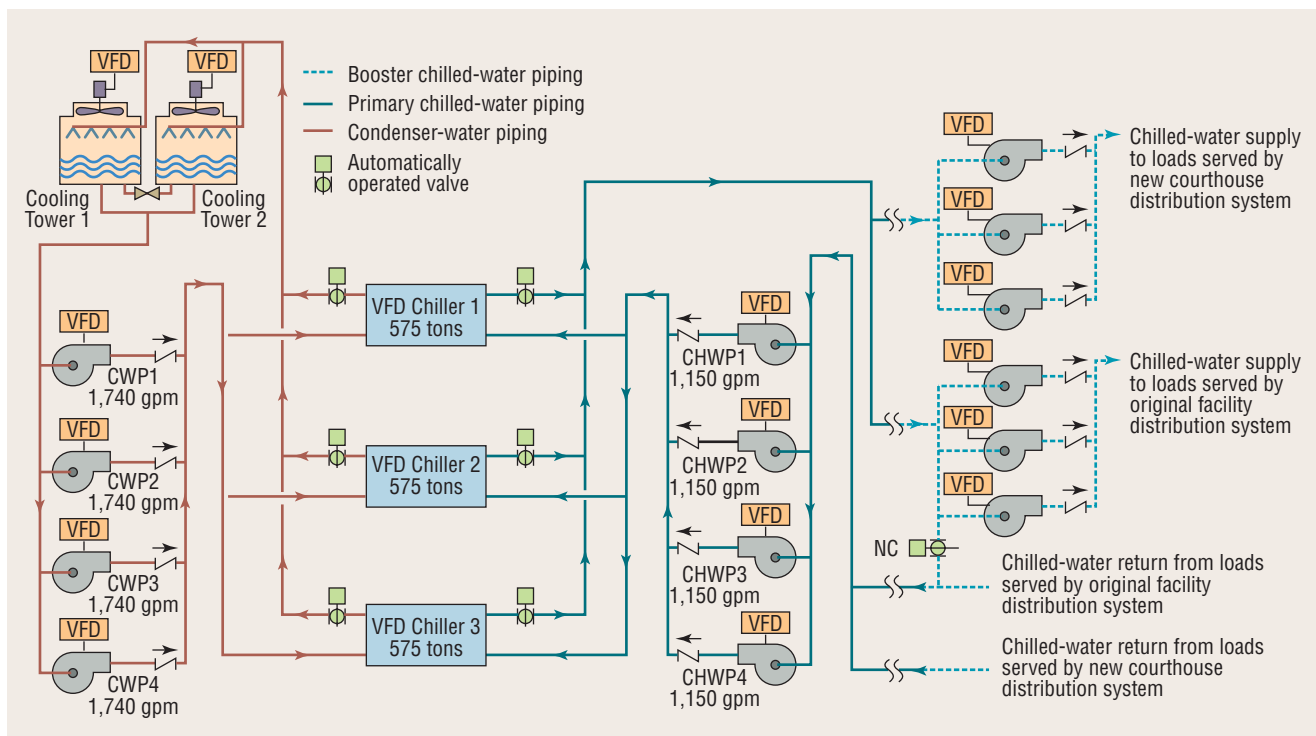 VFD
VFD
Cooling
Tower 1
Cooling
Tower 2
Booster chilled-water piping
Primary chilled-water piping
Condenser-water piping
Automatically
operated valve
VFD
CWP1
1,740 gpm
VFD
CWP2
1,740 gpm
VFD
CWP3
1,740 gpm
VFD
CWP4
1,740 gpm
VFD Chiller 1
575 tons
VFD Chiller 2
575 tons
VFD Chiller 3
575 tons
VFD
CHWP1
1,150 gpm
VFD
CHWP2
1,150 gpm
VFD
CHWP3
1,150 gpm
VFD
CHWP4
1,150 gpm
VFD
VFD
VFD
Chilled-water supply
to loads served by
new courthouse
distribution system
VFD
VFD
VFD
Chilled-water supply
to loads served by
original facility
distribution system
NC
Chilled-water return from loads
served by original facility
distribution system
Chilled-water return from loads
served by new courthouse
distribution system